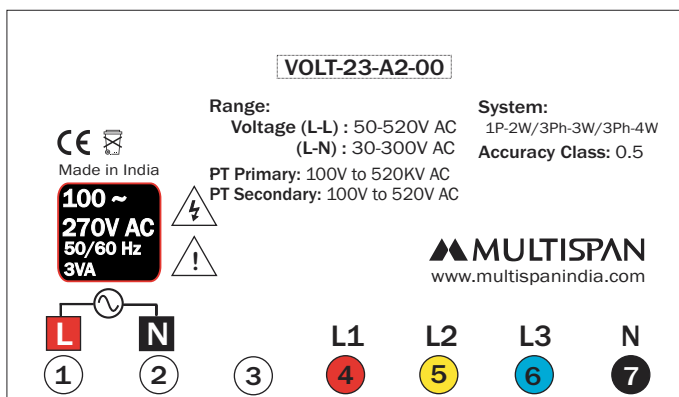 VOLT-23-A2-00
Range:
Voltage (L-L) : 50-520V AC
(L-N) : 30-300V AC
PT Primary: 100V to 520KV AC
PT Secondary: 100V to 520V AC
System:
1P-2W/3Ph-3W/3Ph-4W
Accuracy Class: 0.5
CE
Made in India
100 ~
270V AC
50/60 Hz
3VA
MULTISPAN
www.multispanindia.com
L N L1 L2 L3 N
1 2 3 4 5 6 7